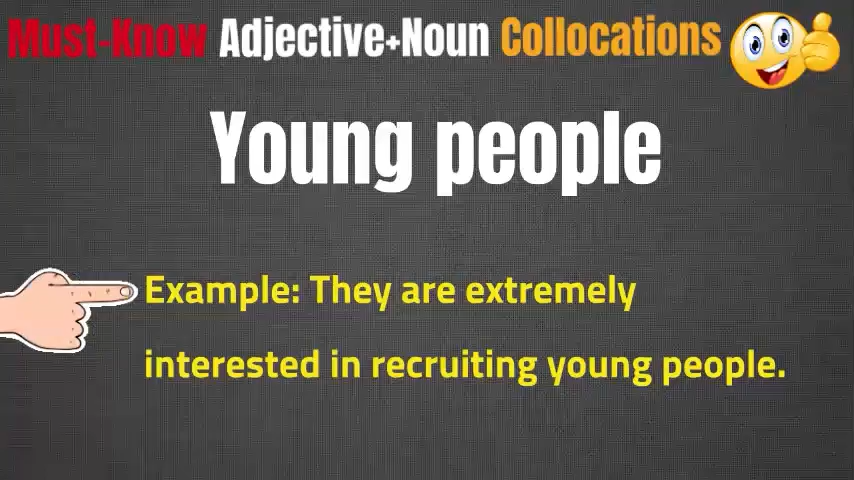 Must-Know Adjective+Noun Collocations
Young people
Example: They are extremely
interested in recruiting young people.